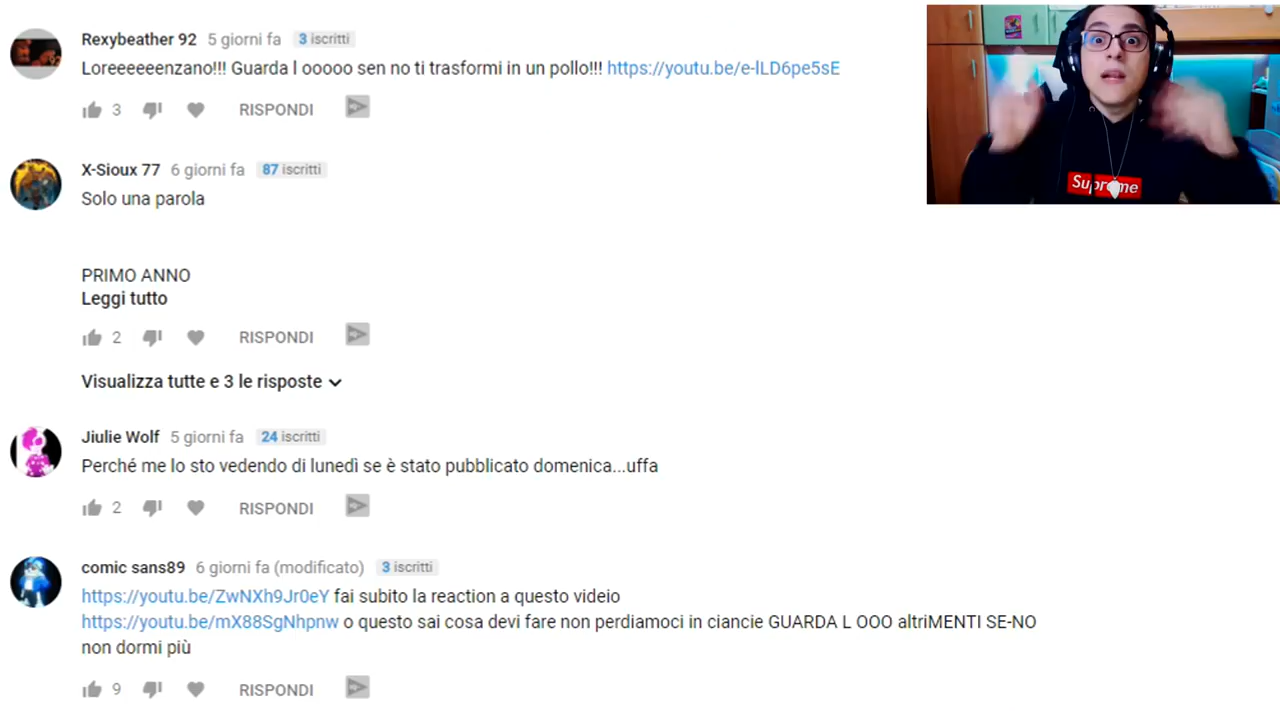 Rexybeather 92 5 giorni fa 3 iscritti
Loreeeeeenzano!!! Guarda l ooooo sen no ti trasformi in un pollo!!! https://youtu.be/e-lLD6pe5sE
3 RISPONDI
X-Sioux 77 6 giorni fa 87 iscritti
Solo una parola
PRIMO ANNO
Leggi tutto
2 RISPONDI
Visualizza tutte e 3 le risposte
Jiulie Wolf 5 giorni fa 24 iscritti
Perché me lo sto vedendo di lunedì se è stato pubblicato domenica...uffa
2 RISPONDI
comic sans89 6 giorni fa (modificato) 3 iscritti
https://youtu.be/ZwNXh9Jr0eY fai subito la reaction a questo videio
https://youtu.be/mX88SgNhpnw o questo sai cosa devi fare non perdiamoci in ciancie GUARDA L OOO altriMENTI SE-NO
non dormi più
9 RISPONDI
Supreme